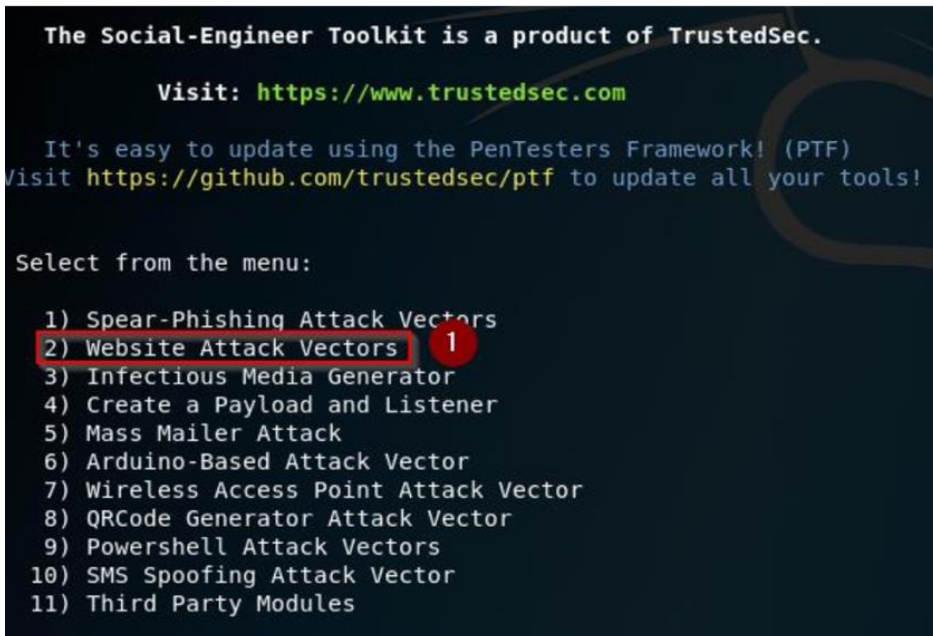 The Social-Engineer Toolkit is a product of TrustedSec.
Visit: https://www.trustedsec.com
It's easy to update using the PenTesters Framework! (PTF)
Visit https://github.com/trustedsec/ptf to update all your tools!
Select from the menu:
1) Spear-Phishing Attack Vectors
2) Website Attack Vectors 1
3) Infectious Media Generator
4) Create a Payload and Listener
5) Mass Mailer Attack
6) Arduino-Based Attack Vector
7) Wireless Access Point Attack Vector
8) QRCode Generator Attack Vector
9) Powershell Attack Vectors
10) SMS Spoofing Attack Vector
11) Third Party Modules